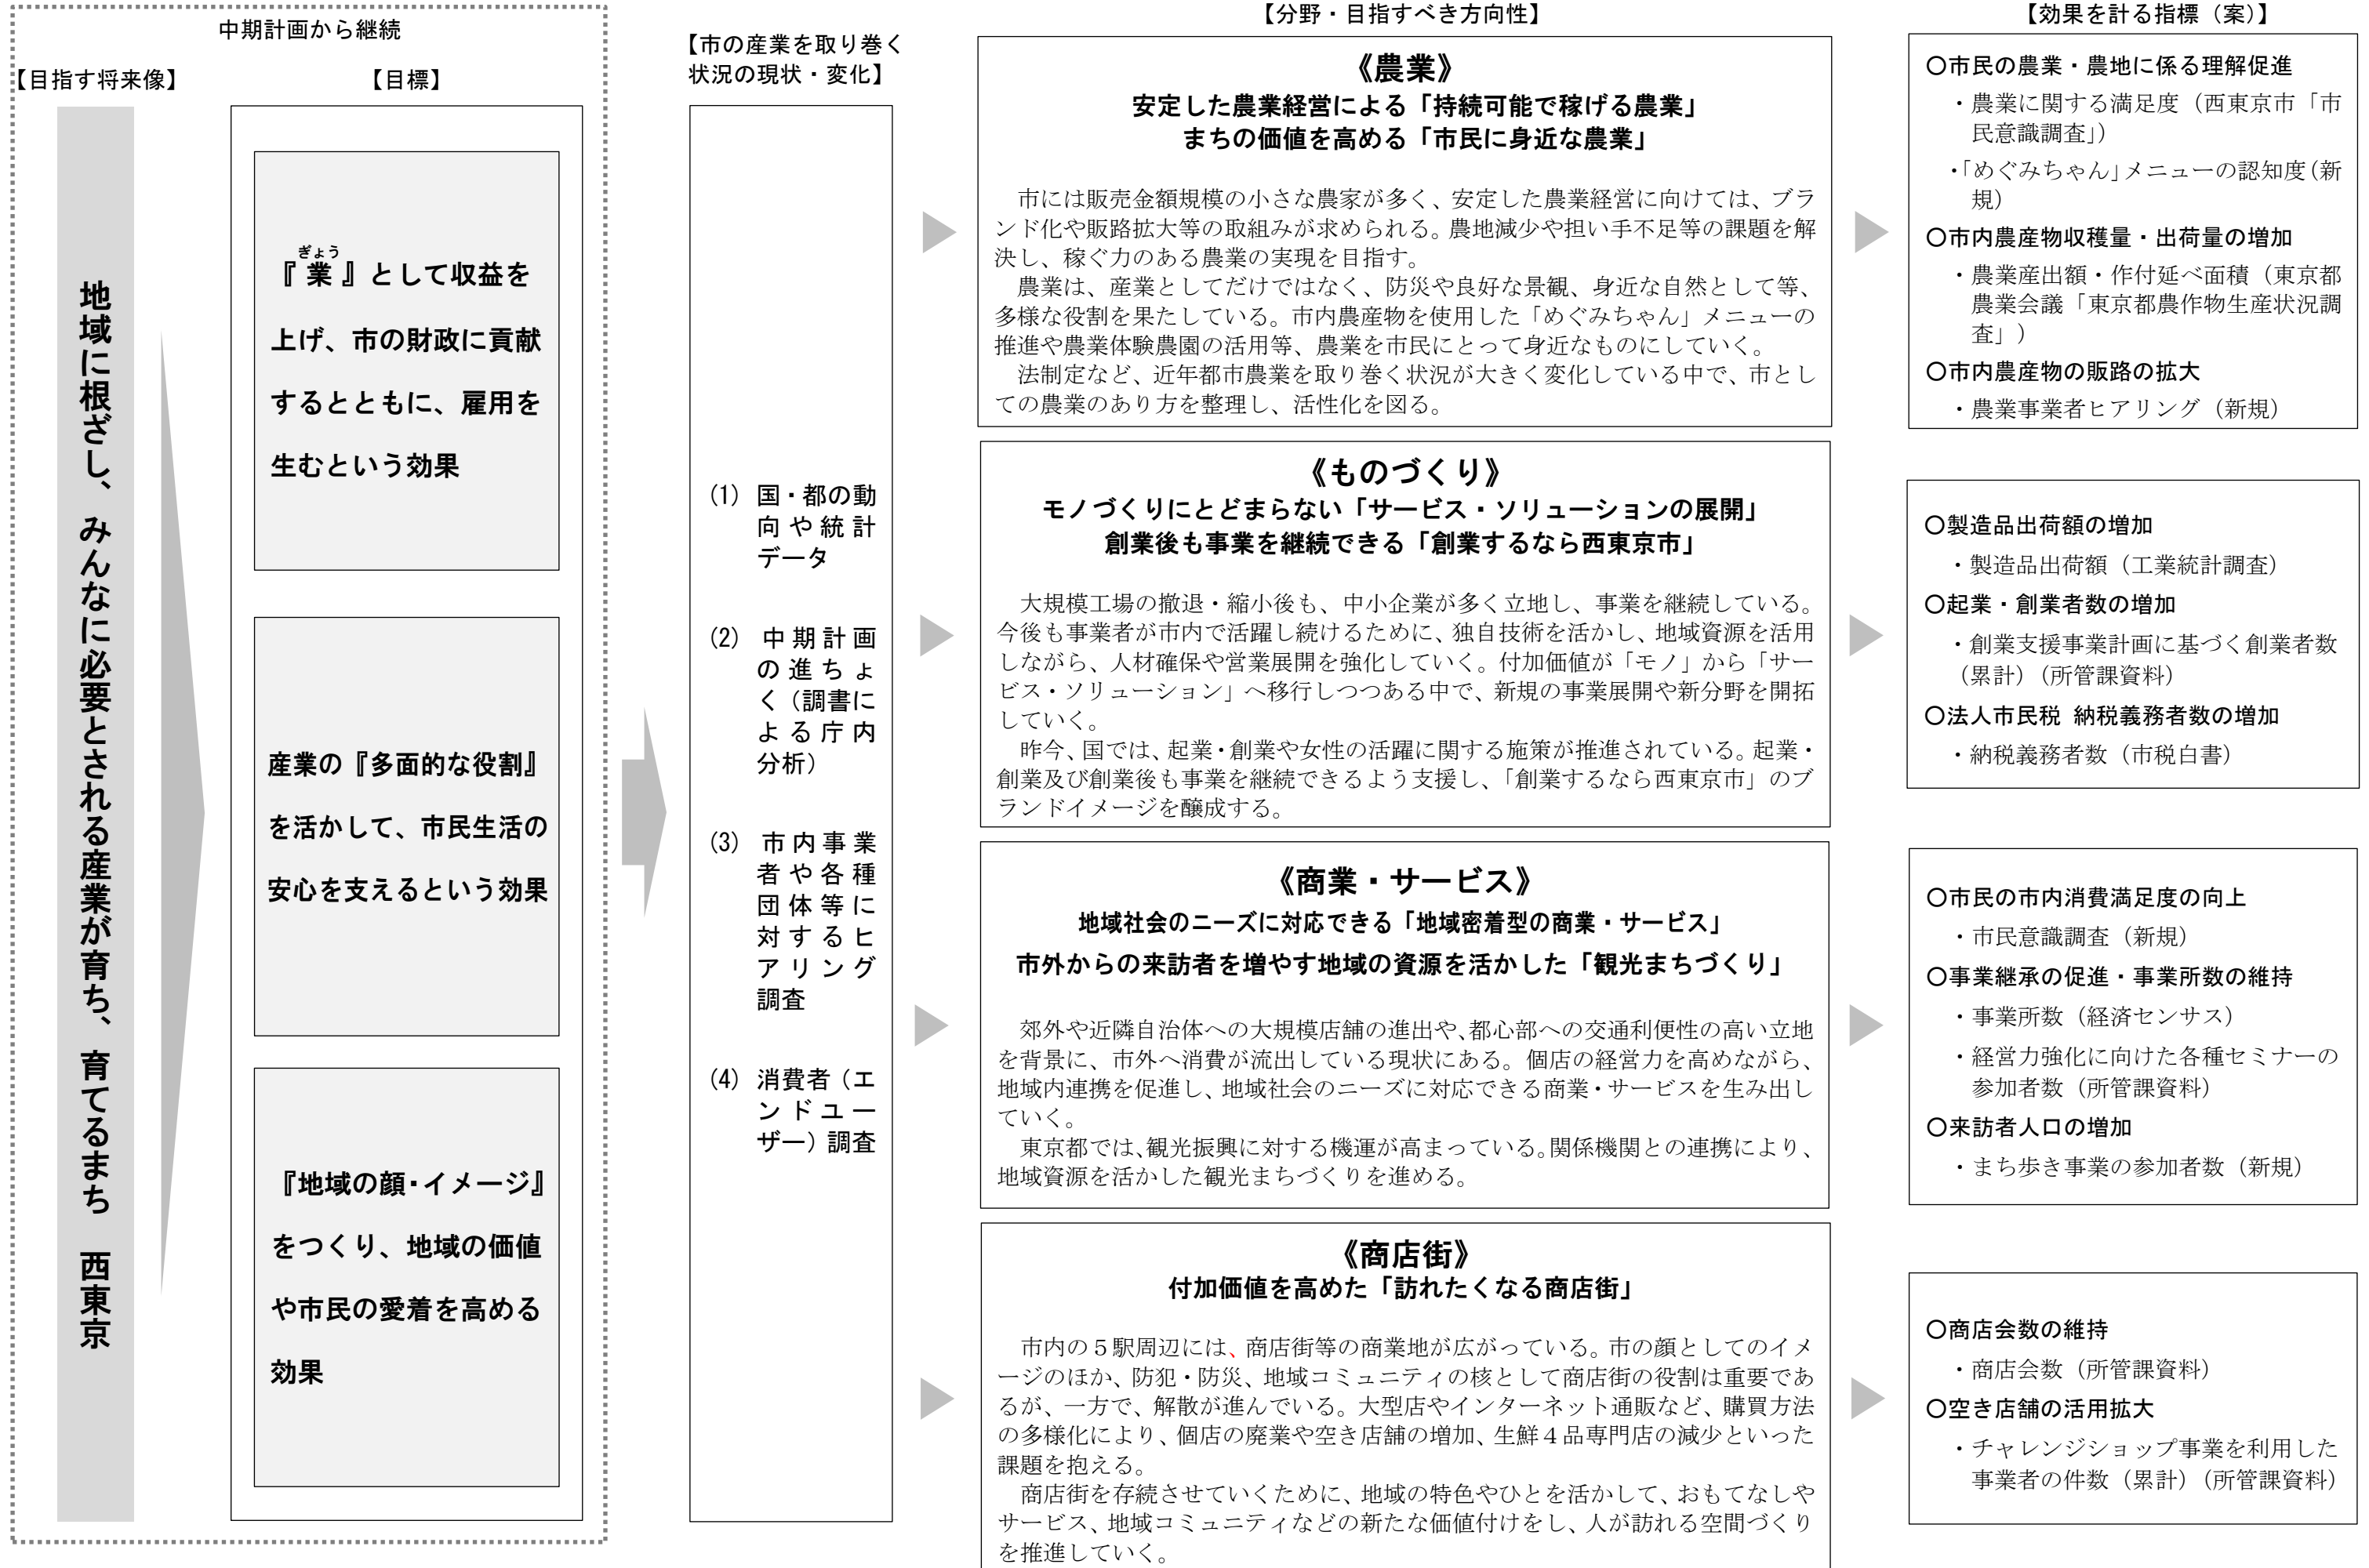 中期計画から継続
【目指す将来像】
【目標】
地域に根ざし、みんなに必要とされる産業が育ち、育てるまち　西東京
ぎょう
『業』として収益を
上げ、市の財政に貢献
するとともに、雇用を
生むという効果
産業の『多面的な役割』
を活かして、市民生活の
安心を支えるという効果
『地域の顔・イメージ』
をつくり、地域の価値
や市民の愛着を高める
効果
【市の産業を取り巻く
状況の現状・変化】
(1) 国・都の動
向や統計
データ
(2) 中期計画
の進ちょ
く（調書に
よる庁内
分析）
(3) 市内事業
者や各種
団体等に
対するヒ
アリング
調査
(4) 消費者（エ
ンドユー
ザー）調査
【分野・目指すべき方向性】
《農業》
安定した農業経営による「持続可能で稼げる農業」
まちの価値を高める「市民に身近な農業」
市には販売金額規模の小さな農家が多く、安定した農業経営に向けては、ブラ
ンド化や販路拡大等の取組みが求められる。農地減少や担い手不足等の課題を解
決し、稼ぐ力のある農業の実現を目指す。
農業は、産業としてだけではなく、防災や良好な景観、身近な自然として等、
多様な役割を果たしている。市内農産物を使用した「めぐみちゃん」メニューの
推進や農業体験農園の活用等、農業を市民にとって身近なものにしていく。
法制定など、近年都市農業を取り巻く状況が大きく変化している中で、市とし
ての農業のあり方を整理し、活性化を図る。
《ものづくり》
モノづくりにとどまらない「サービス・ソリューションの展開」
創業後も事業を継続できる「創業するなら西東京市」
大規模工場の撤退・縮小後も、中小企業が多く立地し、事業を継続している。
今後も事業者が市内で活躍し続けるために、独自技術を活かし、地域資源を活用
しながら、人材確保や営業展開を強化していく。付加価値が「モノ」から「サー
ビス・ソリューション」へ移行しつつある中で、新規の事業展開や新分野を開拓
していく。
昨今、国では、起業・創業や女性の活躍に関する施策が推進されている。起業・
創業及び創業後も事業を継続できるよう支援し、「創業するなら西東京市」のブ
ランドイメージを醸成する。
《商業・サービス》
地域社会のニーズに対応できる「地域密着型の商業・サービス」
市外からの来訪者を増やす地域の資源を活かした「観光まちづくり」
郊外や近隣自治体への大規模店舗の進出や、都心部への交通利便性の高い立地
を背景に、市外へ消費が流出している現状にある。個店の経営力を高めながら、
地域内連携を促進し、地域社会のニーズに対応できる商業・サービスを生み出し
ていく。
東京都では、観光振興に対する機運が高まっている。関係機関との連携により、
地域資源を活かした観光まちづくりを進める。
《商店街》
付加価値を高めた「訪れたくなる商店街」
市内の５駅周辺には、商店街等の商業地が広がっている。市の顔としてのイメ
ージのほか、防犯・防災、地域コミュニティの核として商店街の役割は重要であ
るが、一方で、解散が進んでいる。大型店やインターネット通販など、購買方法
の多様化により、個店の廃業や空き店舗の増加、生鮮４品専門店の減少といった
課題を抱える。
商店街を存続させていくために、地域の特色やひとを活かして、おもてなしや
サービス、地域コミュニティなどの新たな価値付けをし、人が訪れる空間づくり
を推進していく。
【効果を計る指標（案）】
〇市民の農業・農地に係る理解促進
・農業に関する満足度（西東京市「市
民意識調査」）
・「めぐみちゃん」メニューの認知度（新
規）
〇市内農産物収穫量・出荷量の増加
・農業産出額・作付延べ面積（東京都
農業会議「東京都農作物生産状況調
査」）
〇市内農産物の販路の拡大
・農業事業者ヒアリング（新規）
〇製造品出荷額の増加
・製造品出荷額（工業統計調査）
〇起業・創業者数の増加
・創業支援事業計画に基づく創業者数
（累計）（所管課資料）
〇法人市民税 納税義務者数の増加
・納税義務者数（市税白書）
〇市民の市内消費満足度の向上
・市民意識調査（新規）
〇事業継承の促進・事業所数の維持
・事業所数（経済センサス）
・経営力強化に向けた各種セミナーの
参加者数（所管課資料）
〇来訪者人口の増加
・まち歩き事業の参加者数（新規）
〇商店会数の維持
・商店会数（所管課資料）
〇空き店舗の活用拡大
・チャレンジショップ事業を利用した
事業者の件数（累計）（所管課資料）